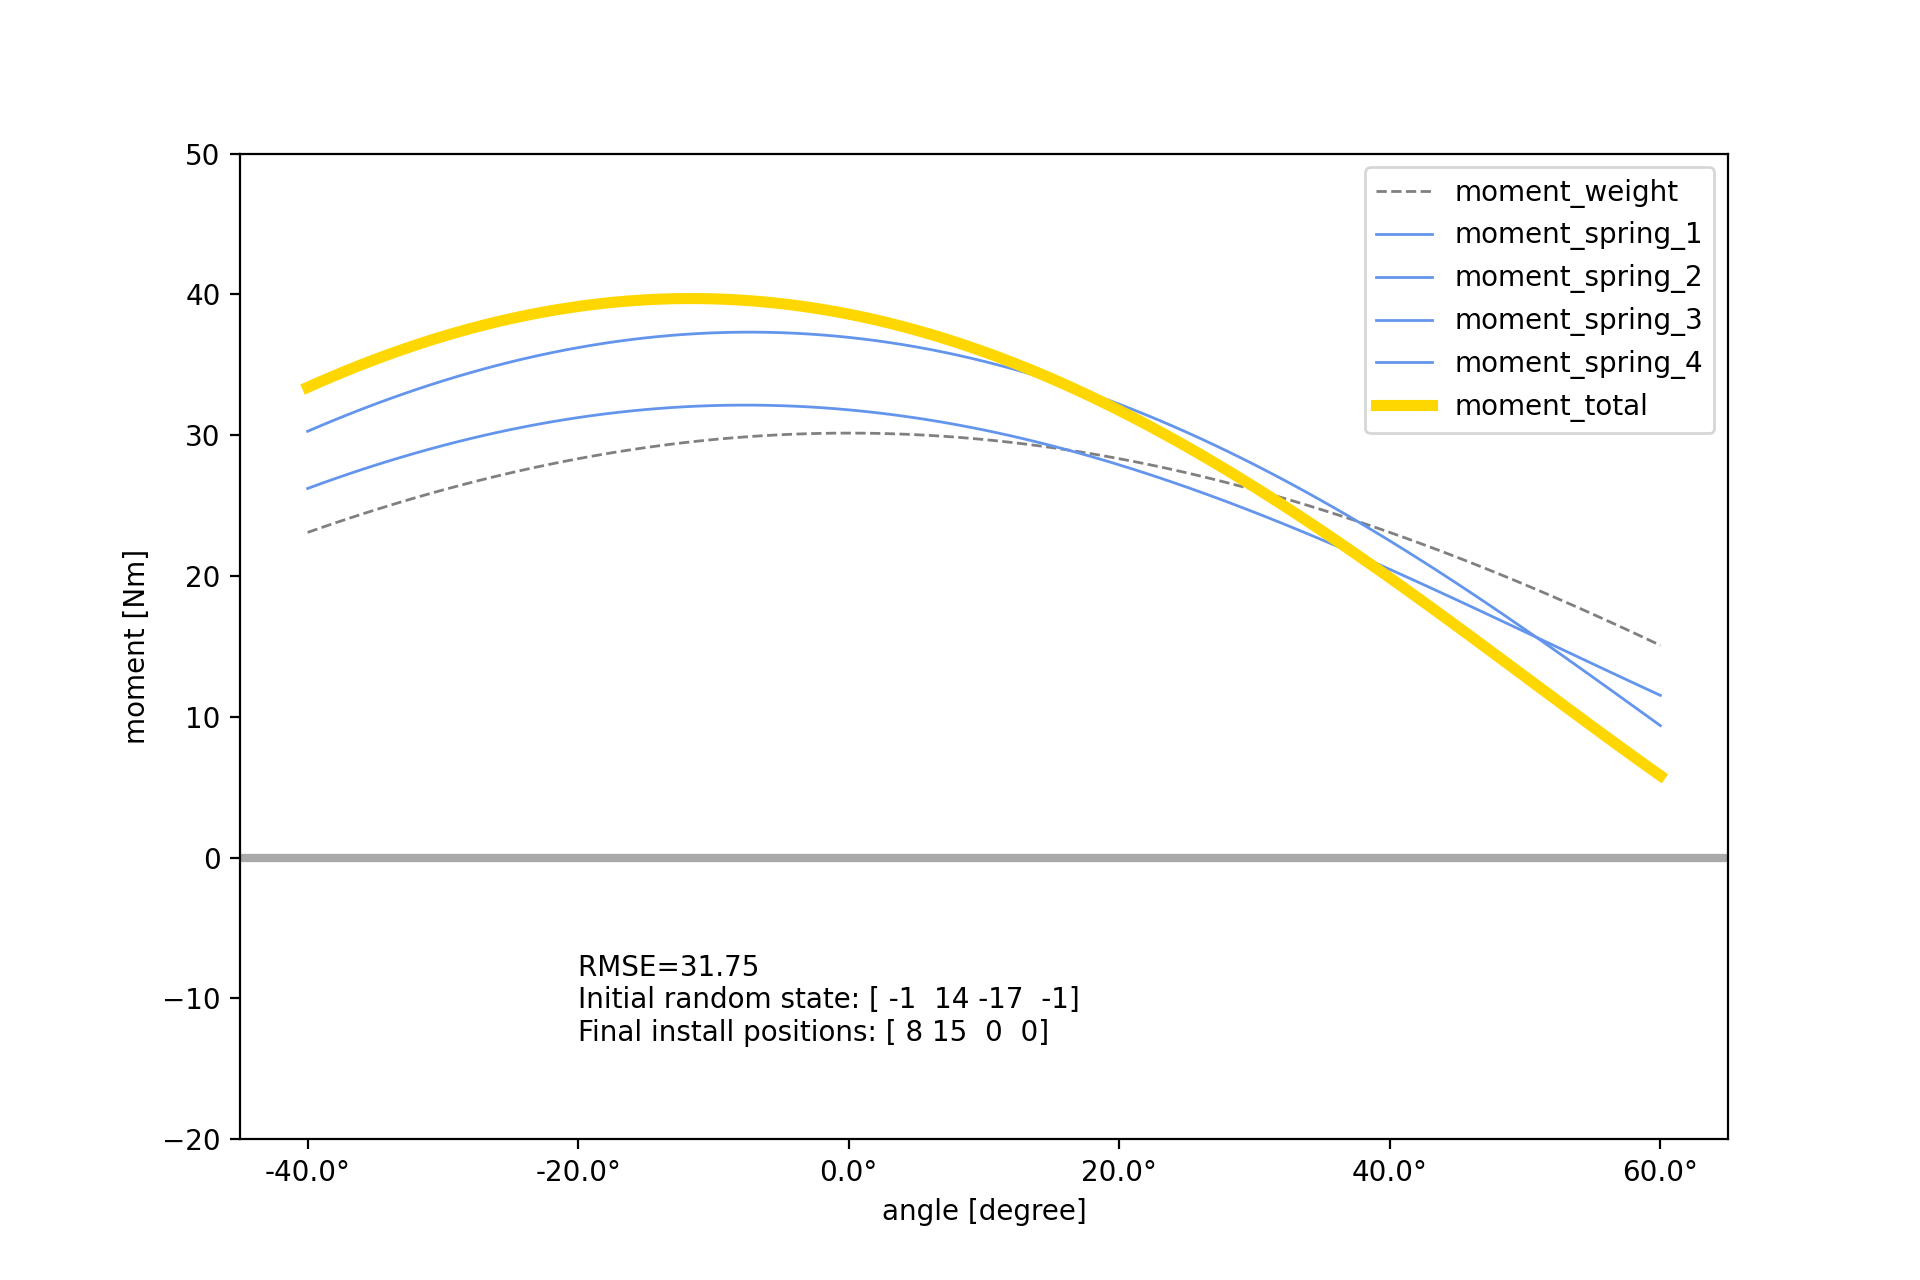 50
40
30
20
10
0
−10
−20
moment [Nm]
moment_weight
moment_spring_1
moment_spring_2
moment_spring_3
moment_spring_4
moment_total
RMSE=31.75
Initial random state: [ -1  14 -17  -1]
Final install positions: [ 8 15  0  0]
-40.0° -20.0° 0.0° 20.0° 40.0° 60.0°
angle [degree]